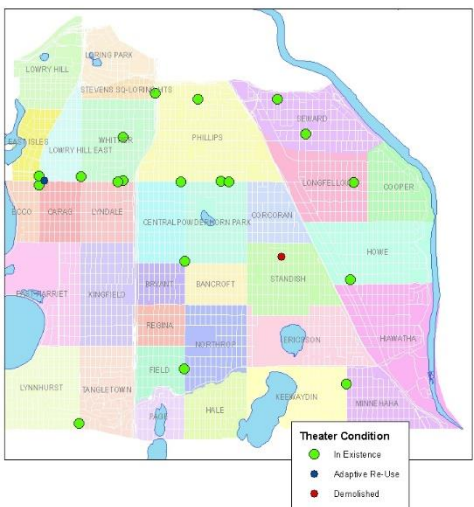 LORING PARK
LOWRY HILL
STEVENS SQ-LORING HTS
SEWARD
PHILLIPS
WHITTIER
EAST ISLES
LOWRY HILL EAST
LONGFELLOW
COOPER
ECCO
CARAG
LYNDALE
CENTRAL
POWDERHORN PARK
CORCORAN
HOWE
STANDISH
BRYANT
BANCROFT
EAST HARRIET
KINGFIELD
REGINA
NORTHROP
ERICSSON
HIAWATHA
FIELD
LYNNHURST
TANGLETOWN
KEEWAYDIN
MINNEHAHA
PAGE
HALE
Theater Condition
In Existence
Adaptive Re-Use
Demolished